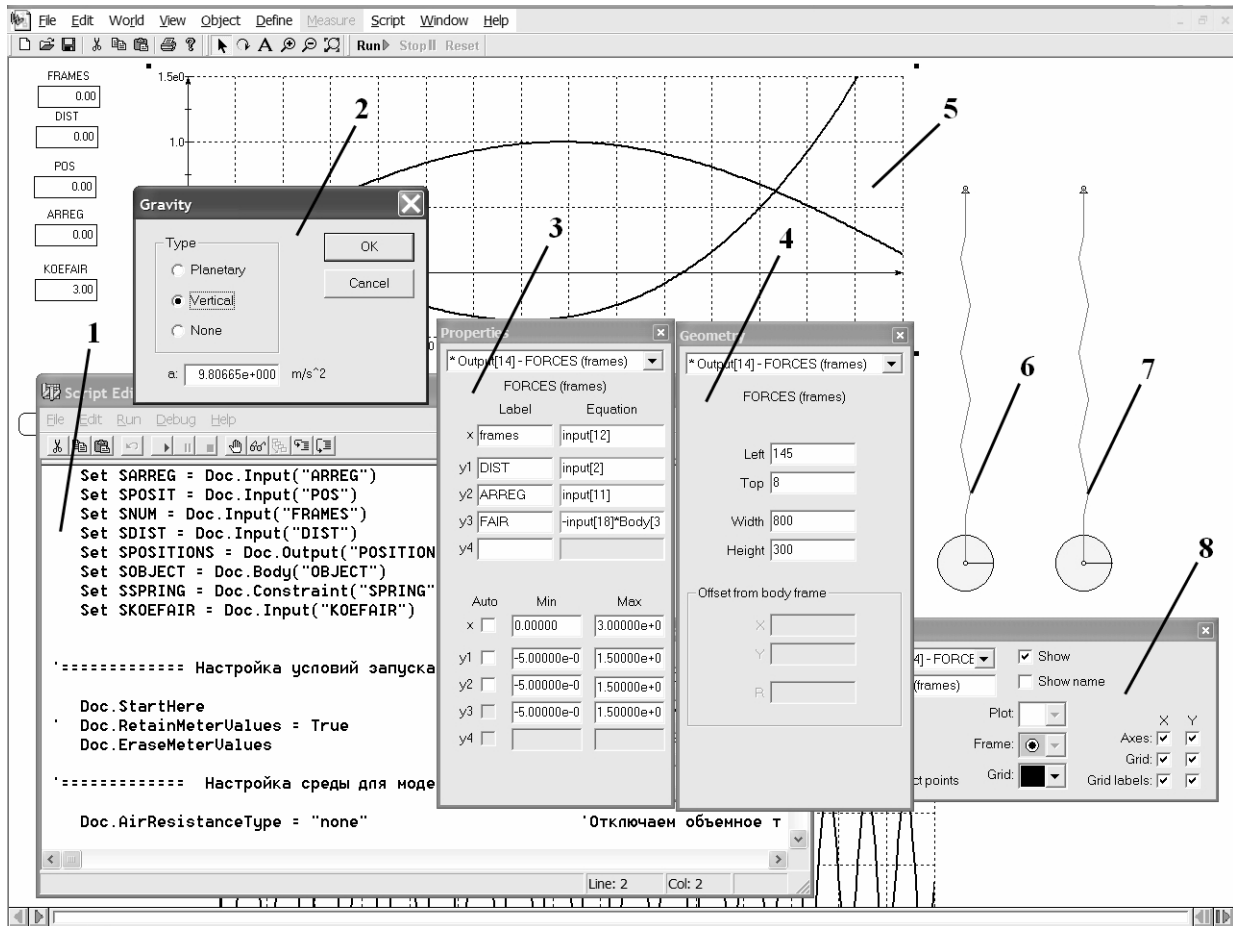 File Edit World View Object Define Measure Script Window Help
Run Stop Reset
FRAMES
0.00
DIST
0.00
POS
0.00
ARREG
0.00
KOEFAIR
3.00
1.5e0
1.0
2
5
Gravity
Type
Planetary
Vertical
None
OK
Cancel
a: 9.80665e+000 m/s^2
1
3
4
6
7
8
Script Edi
File Edit Run Debug Help
Set SARREG = Doc.Input("ARREG")
Set SPOSIT = Doc.Input("POS")
Set SNUM = Doc.Input("FRAMES")
Set SDIST = Doc.Input("DIST")
Set SPOSITIONS = Doc.Output("POSITION
Set SOBJECT = Doc.Body("OBJECT")
Set SSPRING = Doc.Constraint("SPRING"
Set SKOEFAIR = Doc.Input("KOEFAIR")
'============= Настройка условий запуска
Doc.StartHere
' Doc.RetainMeterValues = True
Doc.EraseMeterValues
'============= Настройка среды для моде
Doc.AirResistanceType = "none" 'Отключаем объемное т
Line: 2 Col: 2
Properties
* Output[14] - FORCES (frames)
FORCES (frames)
Label Equation
x frames input[12]
y1 DIST input[2]
y2 ARREG input[11]
y3 FAIR -input[18]*Body[3
y4
Auto Min Max
x 0.00000 3.00000e+0
y1 -5.00000e-0 1.50000e+0
y2 -5.00000e-0 1.50000e+0
y3 -5.00000e-0 1.50000e+0
y4
Geometry
* Output[14] - FORCES (frames)
FORCES (frames)
Left 145
Top 8
Width 800
Height 300
Offset from body frame
X
Y
R
4] - FORCE Show
(frames) Show name
Plot:
X Y
Frame: Axes:
Grid:
ct points Grid: Grid labels: